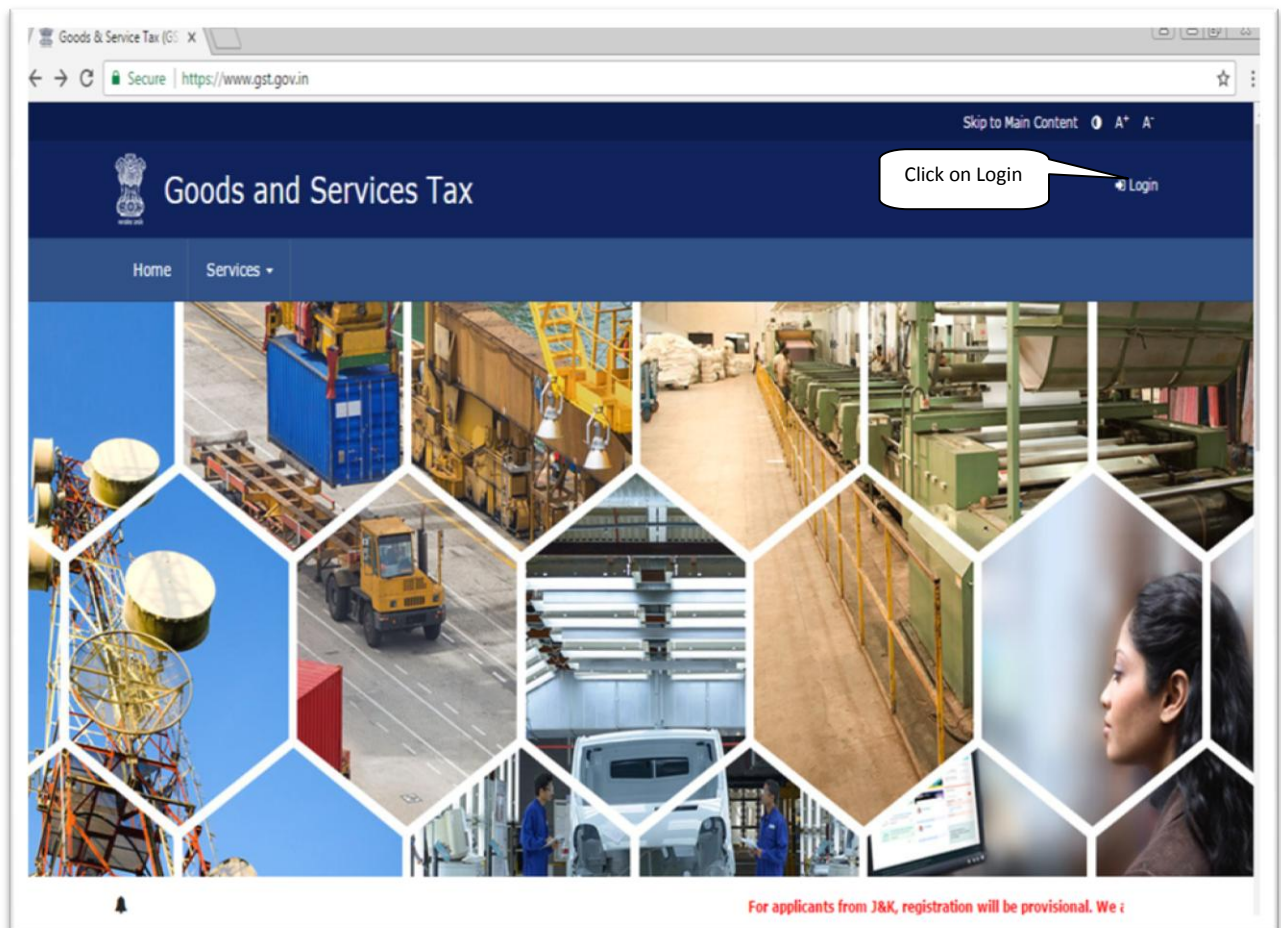 Goods & Service Tax (GS
Secure | https://www.gst.gov.in
Skip to Main Content A+ A-
Goods and Services Tax
Click on Login
Login
Home Services
For applicants from J&K, registration will be provisional. We